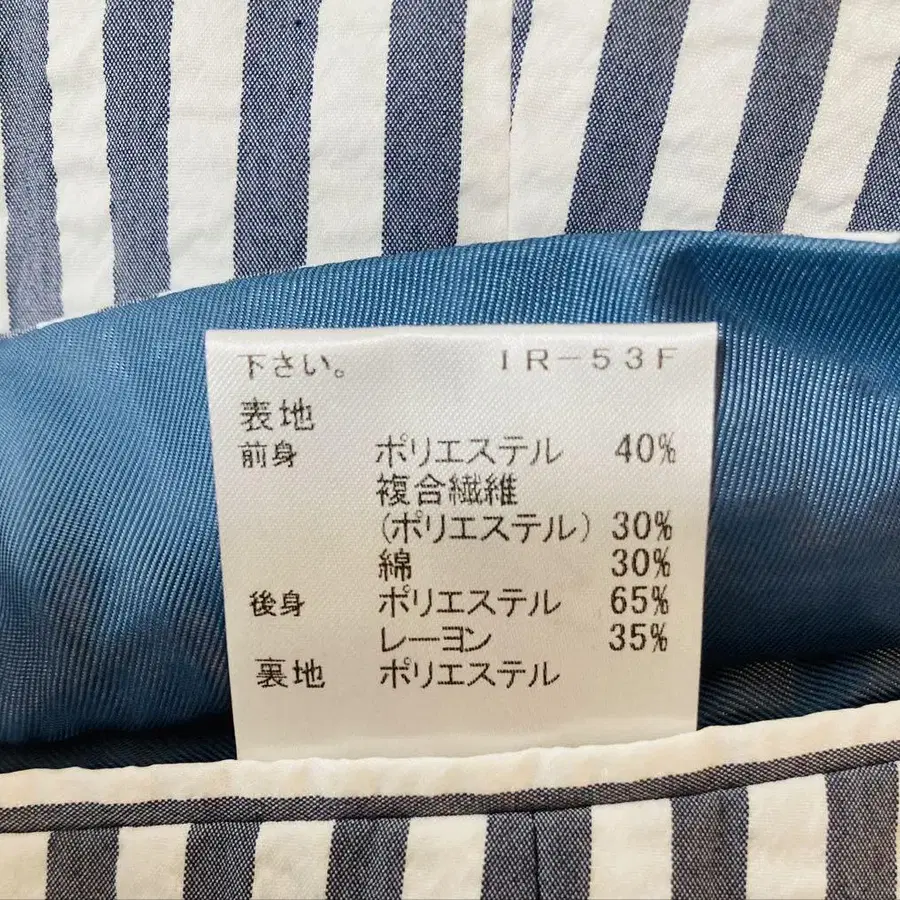 下さい。 IR-53F
表地
前身 ポリエステル 40%
複合繊維
(ポリエステル) 30%
綿 30%
後身 ポリエステル 65%
レーヨン 35%
裏地 ポリエステル